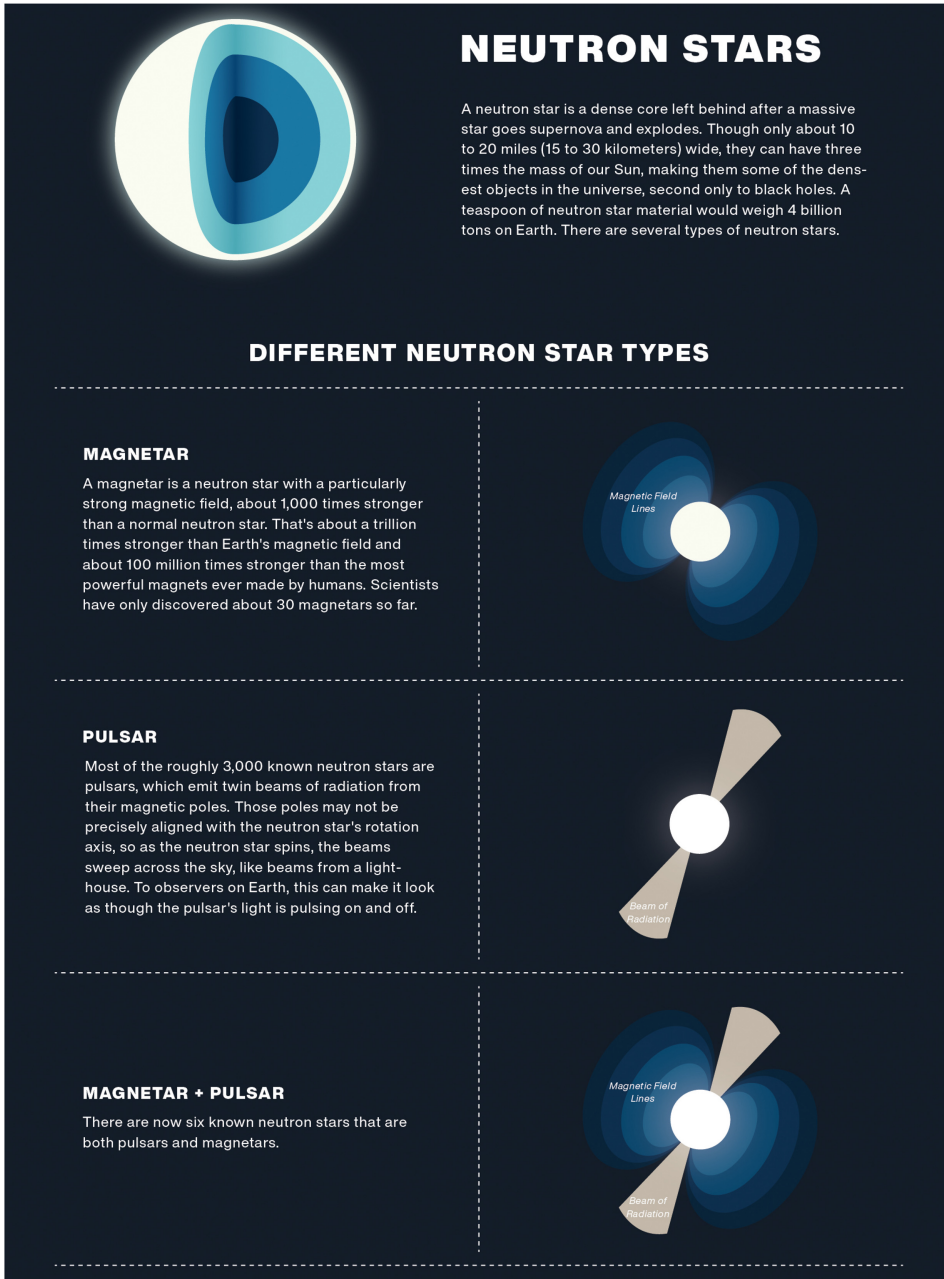 NEUTRON STARS
A neutron star is a dense core left behind after a massive
star goes supernova and explodes. Though only about 10
to 20 miles (15 to 30 kilometers) wide, they can have three
times the mass of our Sun, making them some of the dens-
est objects in the universe, second only to black holes. A
teaspoon of neutron star material would weigh 4 billion
tons on Earth. There are several types of neutron stars.
DIFFERENT NEUTRON STAR TYPES
MAGNETAR
A magnetar is a neutron star with a particularly
strong magnetic field, about 1,000 times stronger
than a normal neutron star. That's about a trillion
times stronger than Earth's magnetic field and
about 100 million times stronger than the most
powerful magnets ever made by humans. Scientists
have only discovered about 30 magnetars so far.
Magnetic Field
Lines
PULSAR
Most of the roughly 3,000 known neutron stars are
pulsars, which emit twin beams of radiation from
their magnetic poles. Those poles may not be
precisely aligned with the neutron star's rotation
axis, so as the neutron star spins, the beams
sweep across the sky, like beams from a light-
house. To observers on Earth, this can make it look
as though the pulsar's light is pulsing on and off.
Beam of
Radiation
MAGNETAR + PULSAR
There are now six known neutron stars that are
both pulsars and magnetars.
Magnetic Field
Lines
Beam of
Radiation